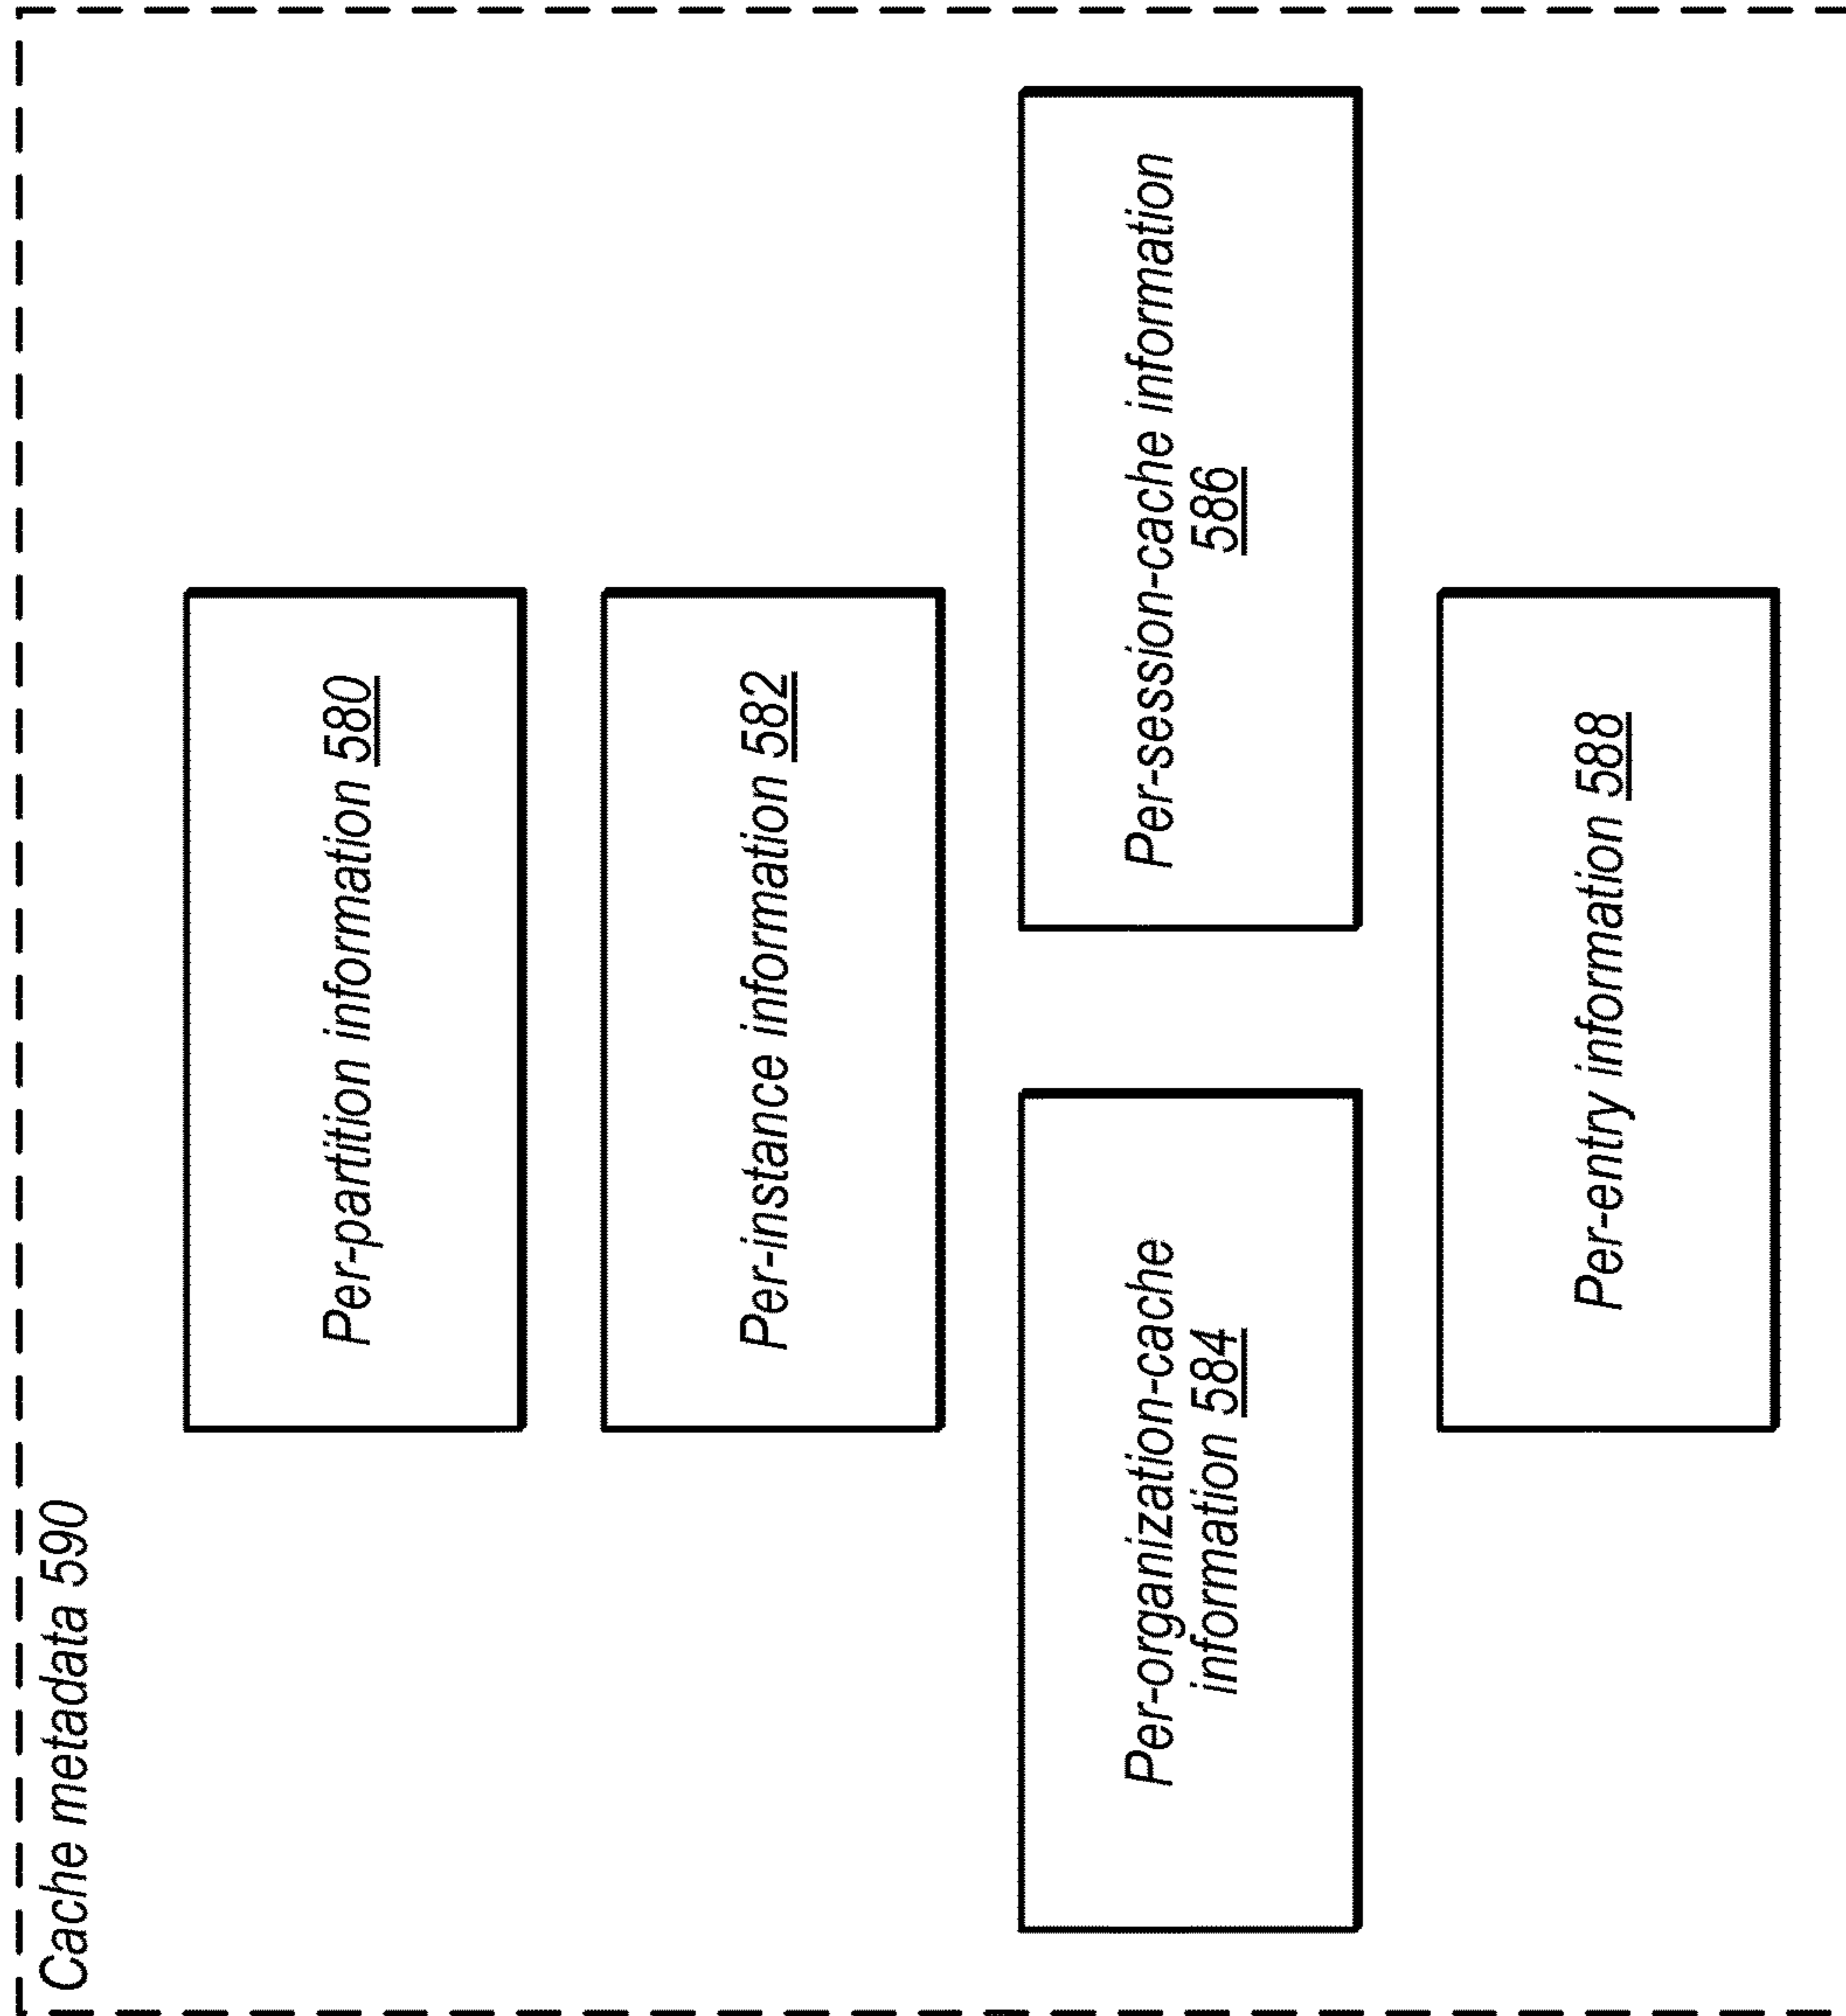 Cache metadata 590
Per-partition information 580
Per-instance information 582
Per-organization-cache
information 584
Per-session-cache information
586
Per-entry information 588